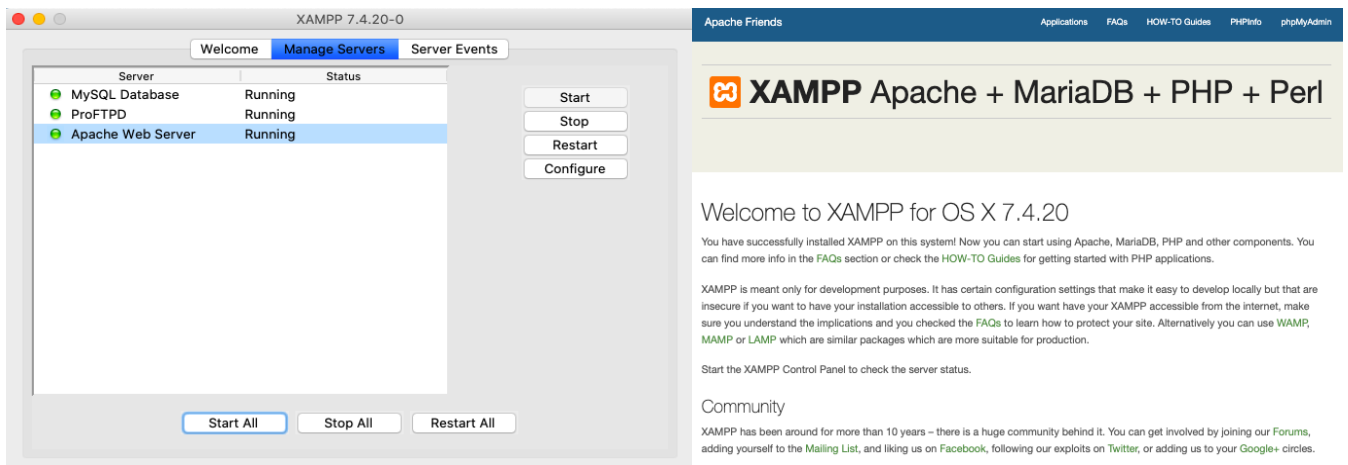 XAMPP 7.4.20-0
Welcome Manage Servers Server Events
Server Status
MySQL Database Running
ProFTPD Running
Apache Web Server Running
Start
Stop
Restart
Configure
Start All Stop All Restart All
Apache Friends Applications FAQs HOW-TO Guides PHPInfo phpMyAdmin
XAMPP Apache + MariaDB + PHP + Perl
Welcome to XAMPP for OS X 7.4.20
You have successfully installed XAMPP on this system! Now you can start using Apache, MariaDB, PHP and other components. You
can find more info in the FAQs section or check the HOW-TO Guides for getting started with PHP applications.
XAMPP is meant only for development purposes. It has certain configuration settings that make it easy to develop locally but that are
insecure if you want to have your installation accessible to others. If you want have your XAMPP accessible from the internet, make
sure you understand the implications and you checked the FAQs to learn how to protect your site. Alternatively you can use WAMP,
MAMP or LAMP which are similar packages which are more suitable for production.
Start the XAMPP Control Panel to check the server status.
Community
XAMPP has been around for more than 10 years – there is a huge community behind it. You can get involved by joining our Forums,
adding yourself to the Mailing List, and liking us on Facebook, following our exploits on Twitter, or adding us to your Google+ circles.